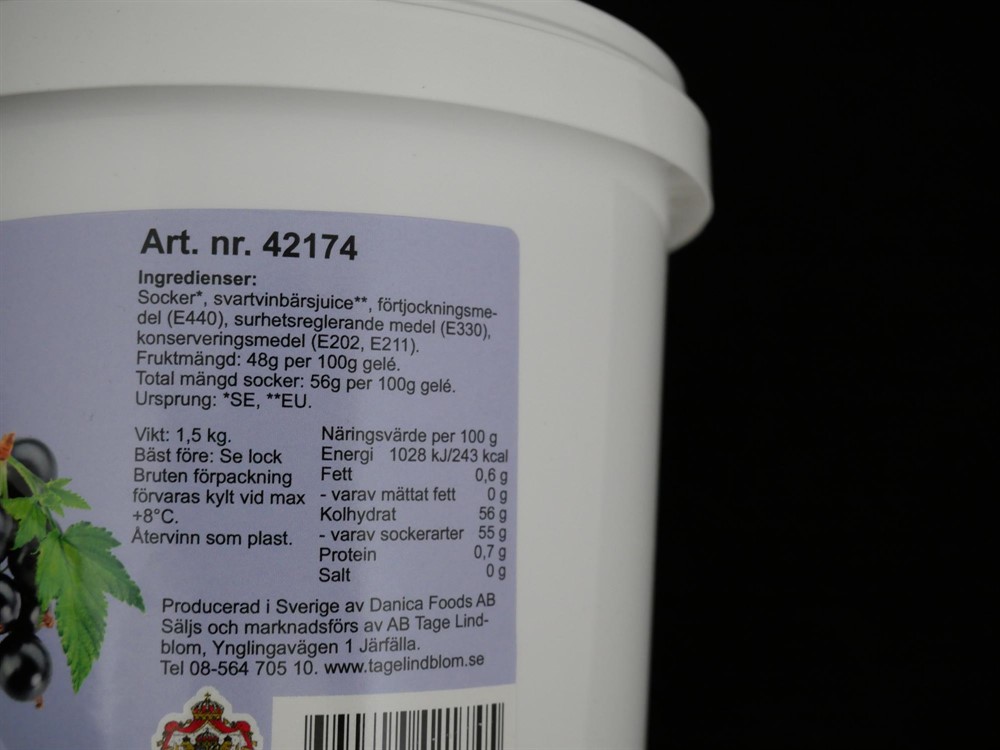 Art. nr. 42174
Ingredienser:
Socker*, svartvinbärsjuice**, förtjockningsme-
del (E440), surhetsreglerande medel (E330),
konserveringsmedel (E202, E211).
Fruktmängd: 48g per 100g gelé.
Total mängd socker: 56g per 100g gelé.
Ursprung: *SE, **EU.
Vikt: 1,5 kg.
Bäst före: Se lock
Bruten förpackning
förvaras kylt vid max
+8°C.
Återvinn som plast.
Näringsvärde per 100 g
Energi 1028 kJ/243 kcal
Fett 0,6 g
- varav mättat fett 0 g
Kolhydrat 56 g
- varav sockerarter 55 g
Protein 0,7 g
Salt 0 g
Producerad i Sverige av Danica Foods AB
Säljs och marknadsförs av AB Tage Lind-
blom, Ynglingavägen 1 Järfälla.
Tel 08-564 705 10. www.tagelindblom.se